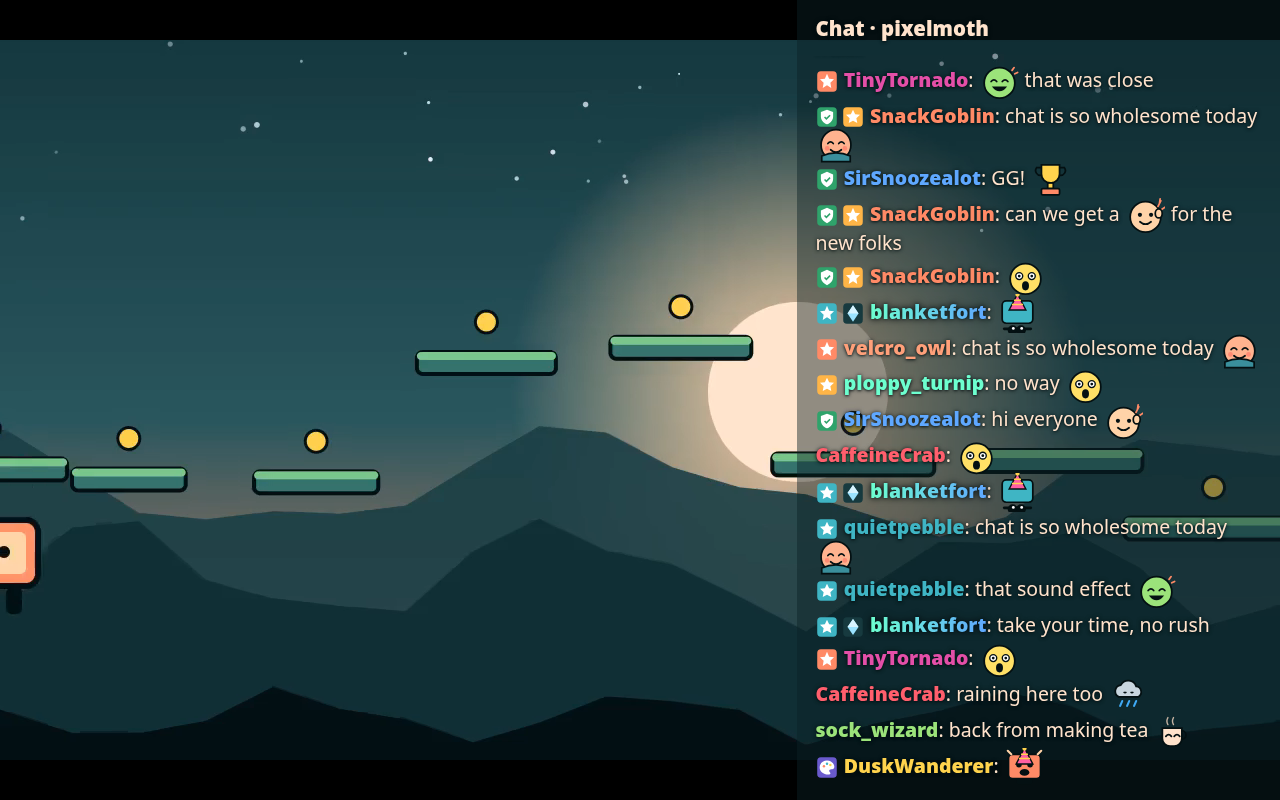 Chat · pixelmoth
TinyTornado: that was close
SnackGoblin: chat is so wholesome today
SirSnoozealot: GG!
SnackGoblin: can we get a for the
new folks
SnackGoblin:
blanketfort:
velcro_owl: chat is so wholesome today
ploppy_turnip: no way
SirSnoozealot: hi everyone
CaffeineCrab:
blanketfort:
quietpebble: chat is so wholesome today
quietpebble: that sound effect
blanketfort: take your time, no rush
TinyTornado:
CaffeineCrab: raining here too
sock_wizard: back from making tea
DuskWanderer: